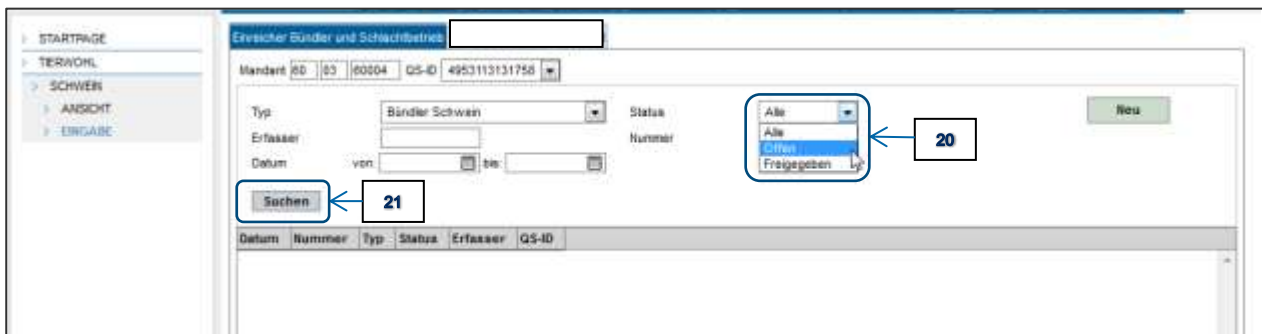 STARTPAGE
TIERWOHL
SCHWEIN
ANSICHT
EINGABE
Einreicher Bündler und Schlachtbetrieb
Mandant 60 03 60004 QS-ID 4953113131758
Typ Bündler Schwein Status Alle Neu
Erfasser Nummer Alle
Offen 20
Datum von: bis: Freigegeben
Suchen 21
Datum Nummer Typ Status Erfasser QS-ID